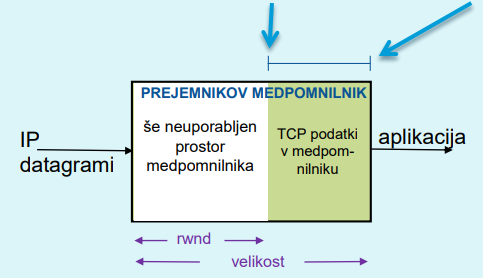 PREJEMNIKOV MEDPOMNILNIK
IP
datagrami
še neuporabljen
prostor
medpomnilnika
TCP podatki
v medpom-
nilniku
aplikacija
rwnd
velikost